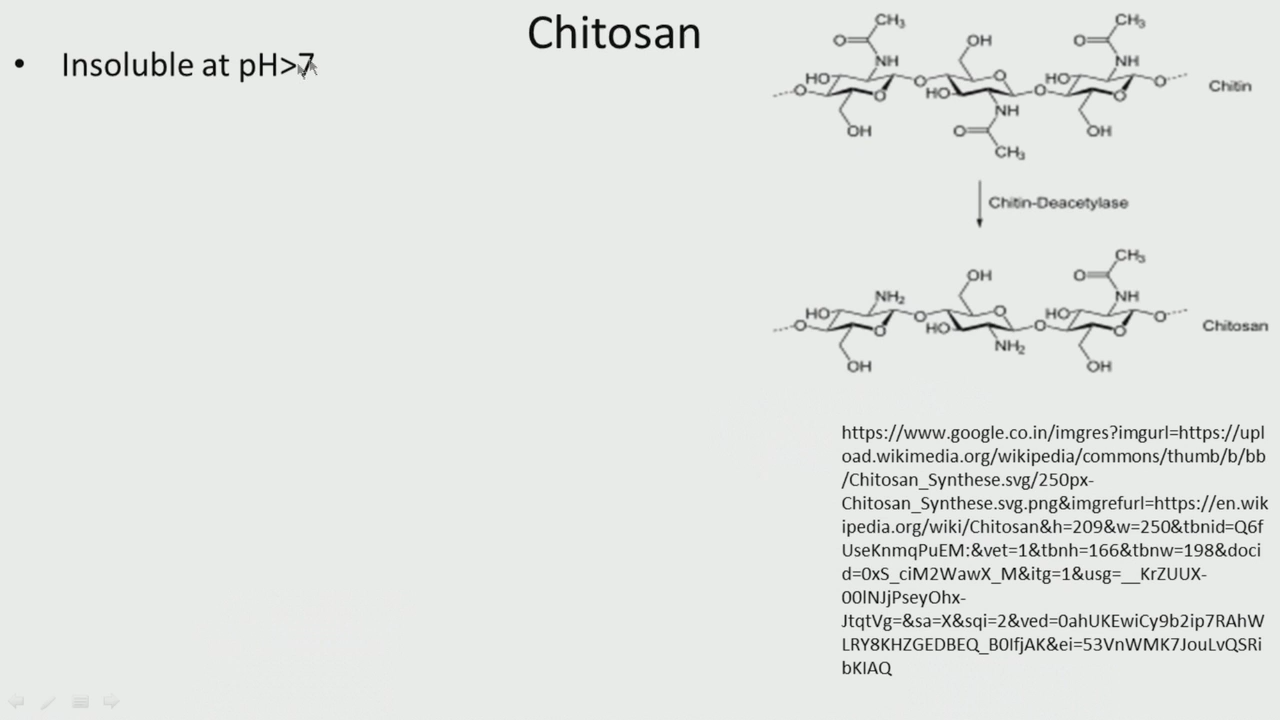 Chitosan
• Insoluble at pH>7
CH₃
CH₃
O
OH
O
NH
NH
HO
O
O
HO
O
O
HO
O
O
O
Chitin
NH
OH
O
OH
CH₃
Chitin-Deacetylase
CH₃
OH
O
NH₂
NH
HO
O
O
HO
O
O
HO
O
O
O
Chitosan
NH₂
OH
OH
https://www.google.co.in/imgres?imgurl=https://upl
oad.wikimedia.org/wikipedia/commons/thumb/b/bb
/Chitosan_Synthese.svg/250px-
Chitosan_Synthese.svg.png&imgrefurl=https://en.wik
ipedia.org/wiki/Chitosan&h=209&w=250&tbnid=Q6f
UseKnmqPuEM:&vet=1&tbnh=166&tbnw=198&doci
d=0xS_ciM2WawX_M&itg=1&usg=__KrZUUX-
00lNJjPseyOhx-
JtqtVg=&sa=X&sqi=2&ved=0ahUKEwiCy9b2ip7RAhW
LRY8KHZGEDBEQ_B0IfjAK&ei=53VnWMK7JouLvQSRi
bKIAQ